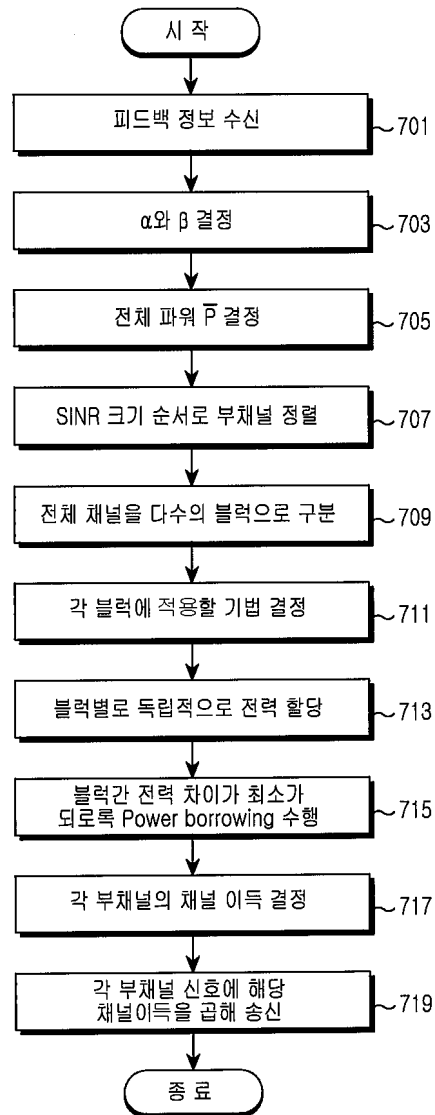 시 작
피드백 정보 수신
701
α와 β 결정
703
전체 파워 P̅ 결정
705
SINR 크기 순서로 부채널 정렬
707
전체 채널을 다수의 블럭으로 구분
709
각 블럭에 적용할 기법 결정
711
블럭별로 독립적으로 전력 할당
713
블럭간 전력 차이가 최소가
되로록 Power borrowing 수행
715
각 부채널의 채널 이득 결정
717
각 부채널 신호에 해당
채널이득을 곱해 송신
719
종 료